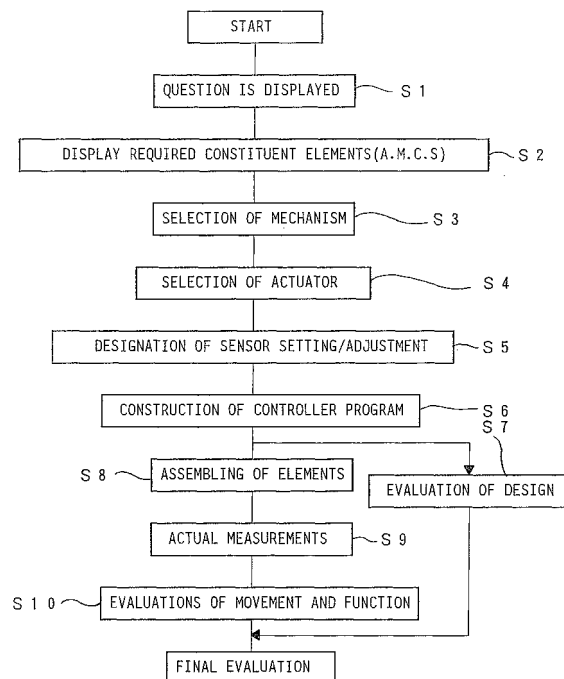 START
QUESTION IS DISPLAYED
S 1
DISPLAY REQUIRED CONSTITUENT ELEMENTS(A.M.C.S)
S 2
SELECTION OF MECHANISM
S 3
SELECTION OF ACTUATOR
S 4
DESIGNATION OF SENSOR SETTING/ADJUSTMENT
S 5
CONSTRUCTION OF CONTROLLER PROGRAM
S 6
S 7
S 8
ASSEMBLING OF ELEMENTS
EVALUATION OF DESIGN
ACTUAL MEASUREMENTS
S 9
S 1 0
EVALUATIONS OF MOVEMENT AND FUNCTION
FINAL EVALUATION